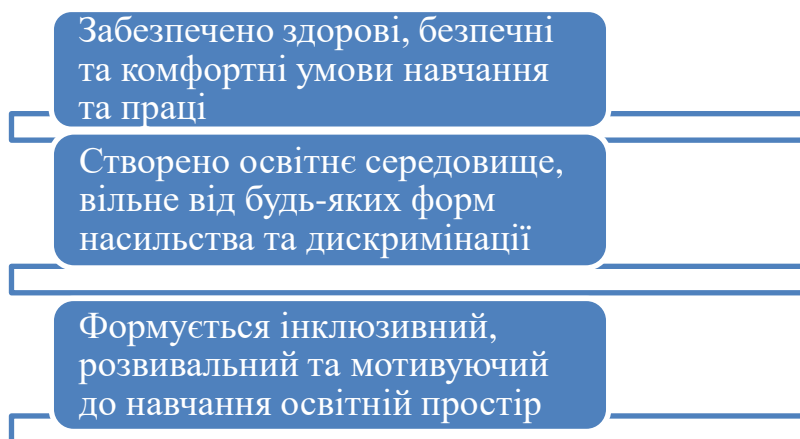 Забезпечено здорові, безпечні
та комфортні умови навчання
та праці
Створено освітнє середовище,
вільне від будь-яких форм
насильства та дискримінації
Формується інклюзивний,
розвивальний та мотивуючий
до навчання освітній простір